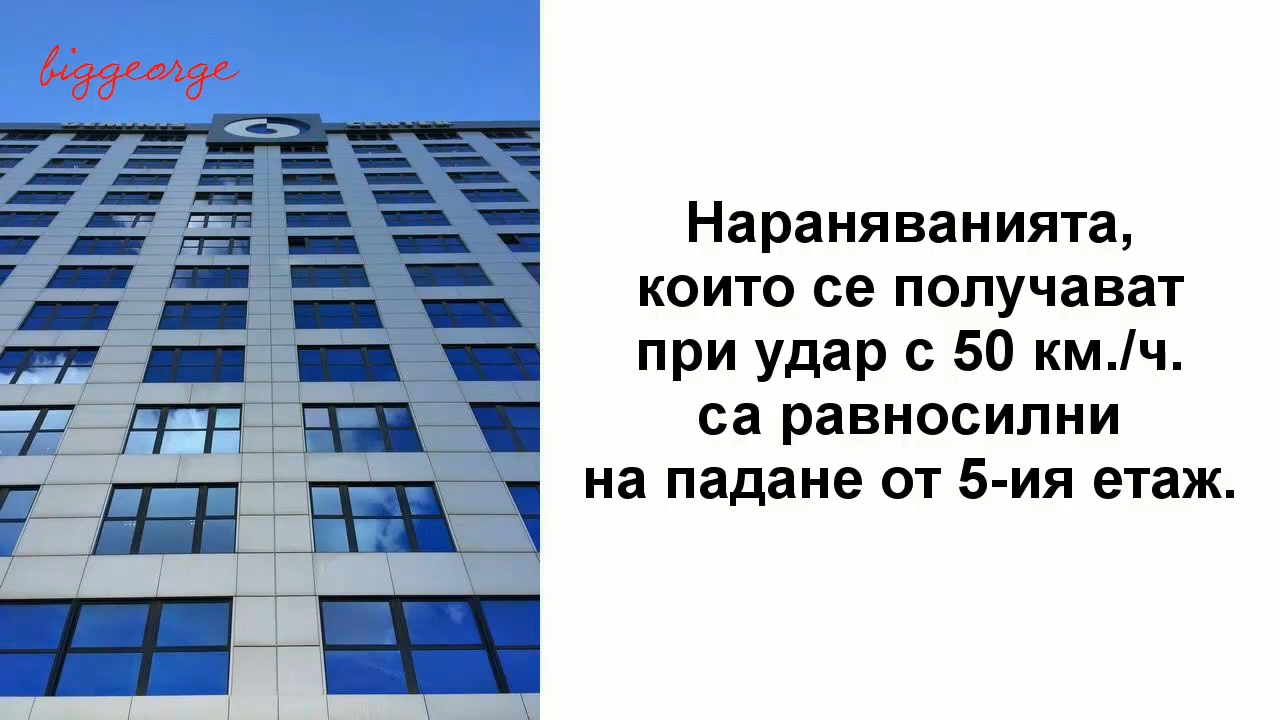 biggeorge
Нараняванията,
които се получават
при удар с 50 км./ч.
са равносилни
на падане от 5-ия етаж.